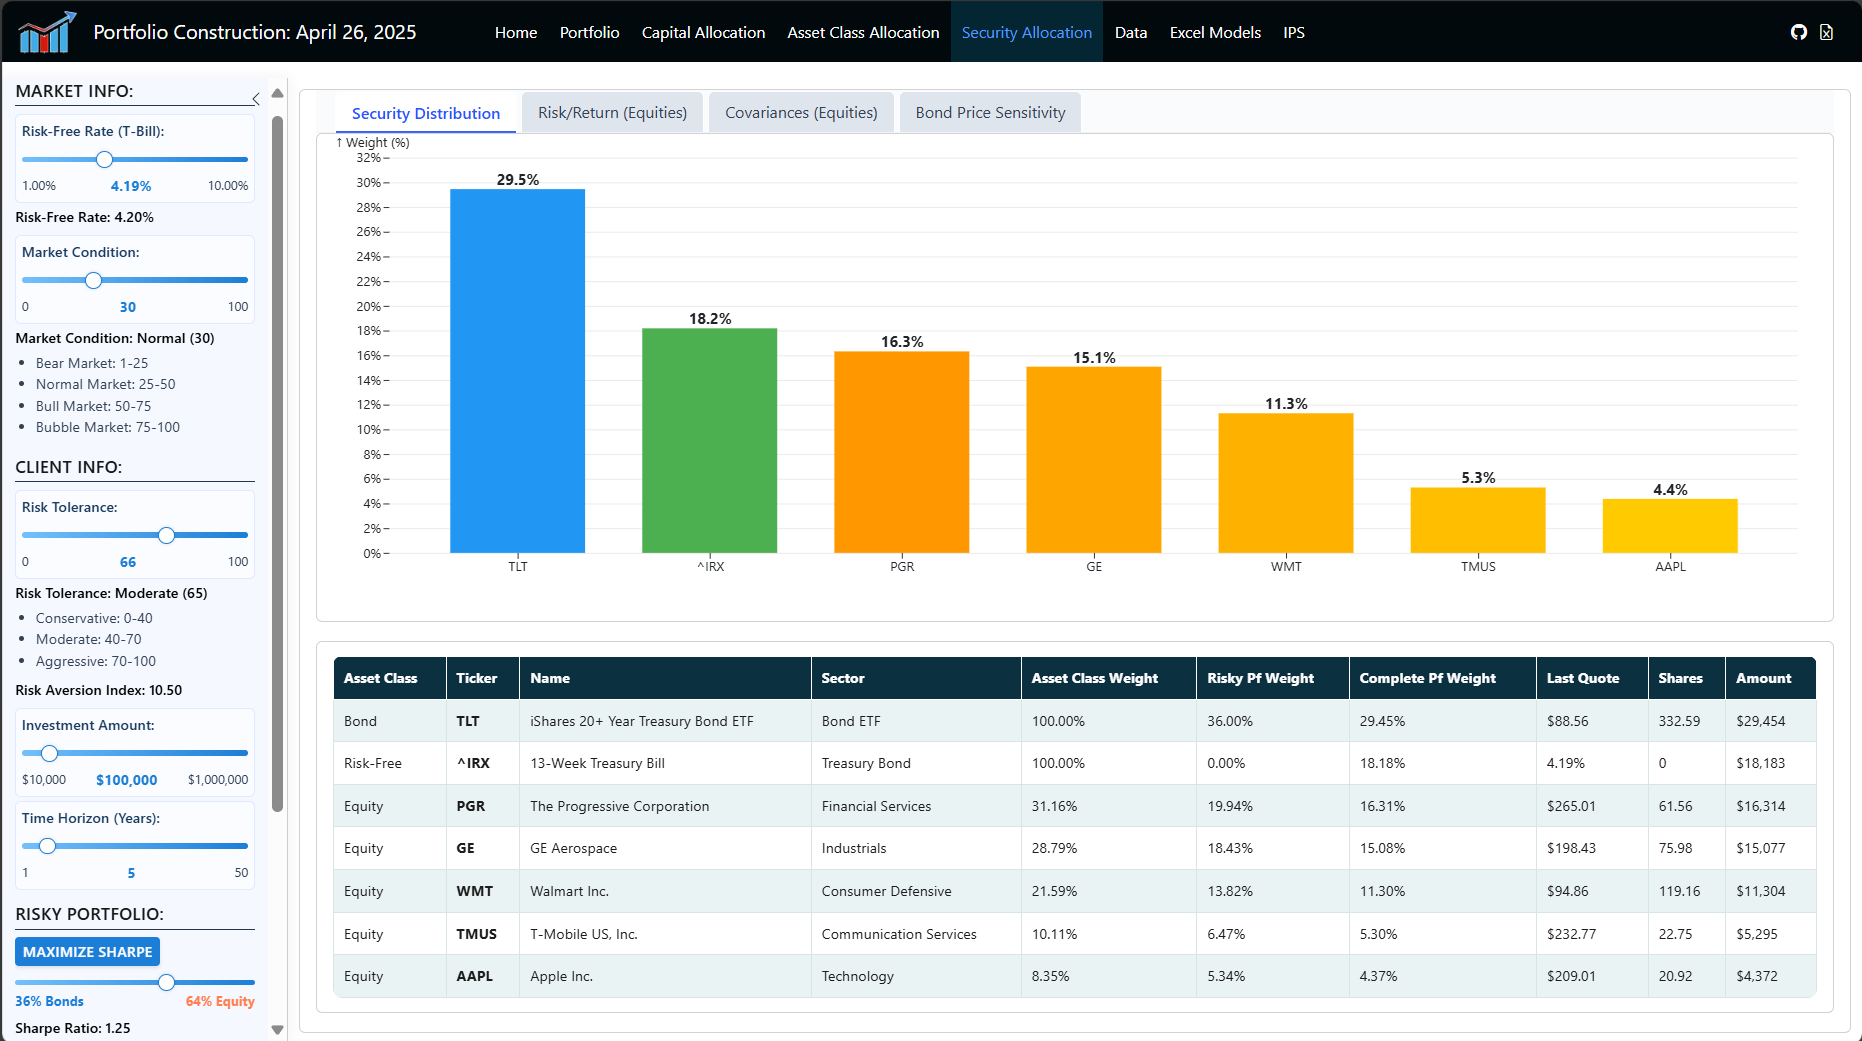 Portfolio Construction: April 26, 2025
Home Portfolio Capital Allocation Asset Class Allocation Security Allocation Data Excel Models IPS
MARKET INFO:
Risk-Free Rate (T-Bill):
1.00% 4.19% 10.00%
Risk-Free Rate: 4.20%
Market Condition:
0 30 100
Market Condition: Normal (30)
• Bear Market: 1-25
• Normal Market: 25-50
• Bull Market: 50-75
• Bubble Market: 75-100
CLIENT INFO:
Risk Tolerance:
0 66 100
Risk Tolerance: Moderate (65)
• Conservative: 0-40
• Moderate: 40-70
• Aggressive: 70-100
Risk Aversion Index: 10.50
Investment Amount:
$10,000 $100,000 $1,000,000
Time Horizon (Years):
1 5 50
RISKY PORTFOLIO:
MAXIMIZE SHARPE
36% Bonds 64% Equity
Sharpe Ratio: 1.25
Security Distribution Risk/Return (Equities) Covariances (Equities) Bond Price Sensitivity
↑ Weight (%)
32%
30%
28%
26%
24%
22%
20%
18%
16%
14%
12%
10%
8%
6%
4%
2%
0%
29.5% 18.2% 16.3% 15.1% 11.3% 5.3% 4.4%
TLT ^IRX PGR GE WMT TMUS AAPL
Asset Class Ticker Name Sector Asset Class Weight Risky Pf Weight Complete Pf Weight Last Quote Shares Amount
Bond TLT iShares 20+ Year Treasury Bond ETF Bond ETF 100.00% 36.00% 29.45% $88.56 332.59 $29,454
Risk-Free ^IRX 13-Week Treasury Bill Treasury Bond 100.00% 0.00% 18.18% 4.19% 0 $18,183
Equity PGR The Progressive Corporation Financial Services 31.16% 19.94% 16.31% $265.01 61.56 $16,314
Equity GE GE Aerospace Industrials 28.79% 18.43% 15.08% $198.43 75.98 $15,077
Equity WMT Walmart Inc. Consumer Defensive 21.59% 13.82% 11.30% $94.86 119.16 $11,304
Equity TMUS T-Mobile US, Inc. Communication Services 10.11% 6.47% 5.30% $232.77 22.75 $5,295
Equity AAPL Apple Inc. Technology 8.35% 5.34% 4.37% $209.01 20.92 $4,372